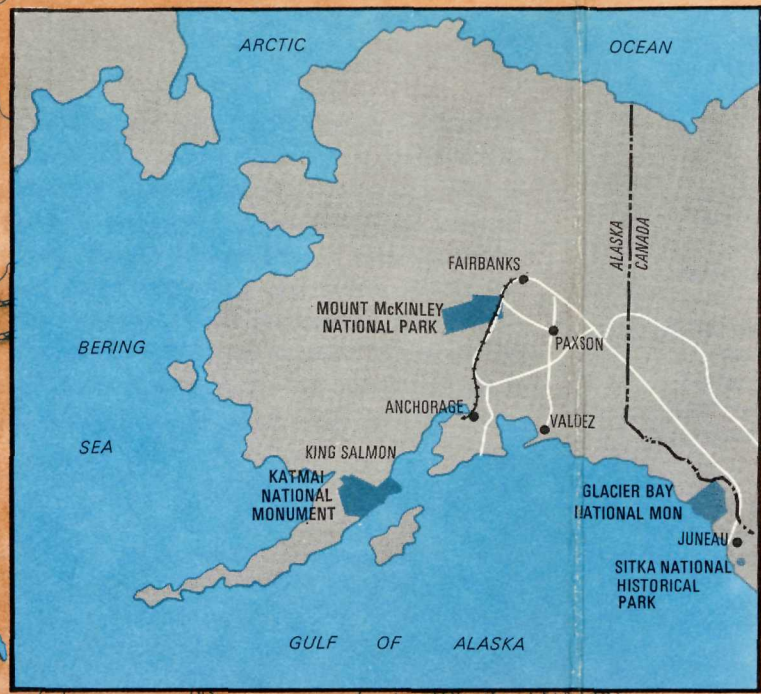 ARCTIC
OCEAN
ALASKA
CANADA
FAIRBANKS
MOUNT McKINLEY
NATIONAL PARK
PAXSON
BERING
SEA
ANCHORAGE
VALDEZ
KING SALMON
KATMAI
NATIONAL
MONUMENT
GLACIER BAY
NATIONAL MON
JUNEAU
SITKA NATIONAL
HISTORICAL
PARK
GULF OF ALASKA